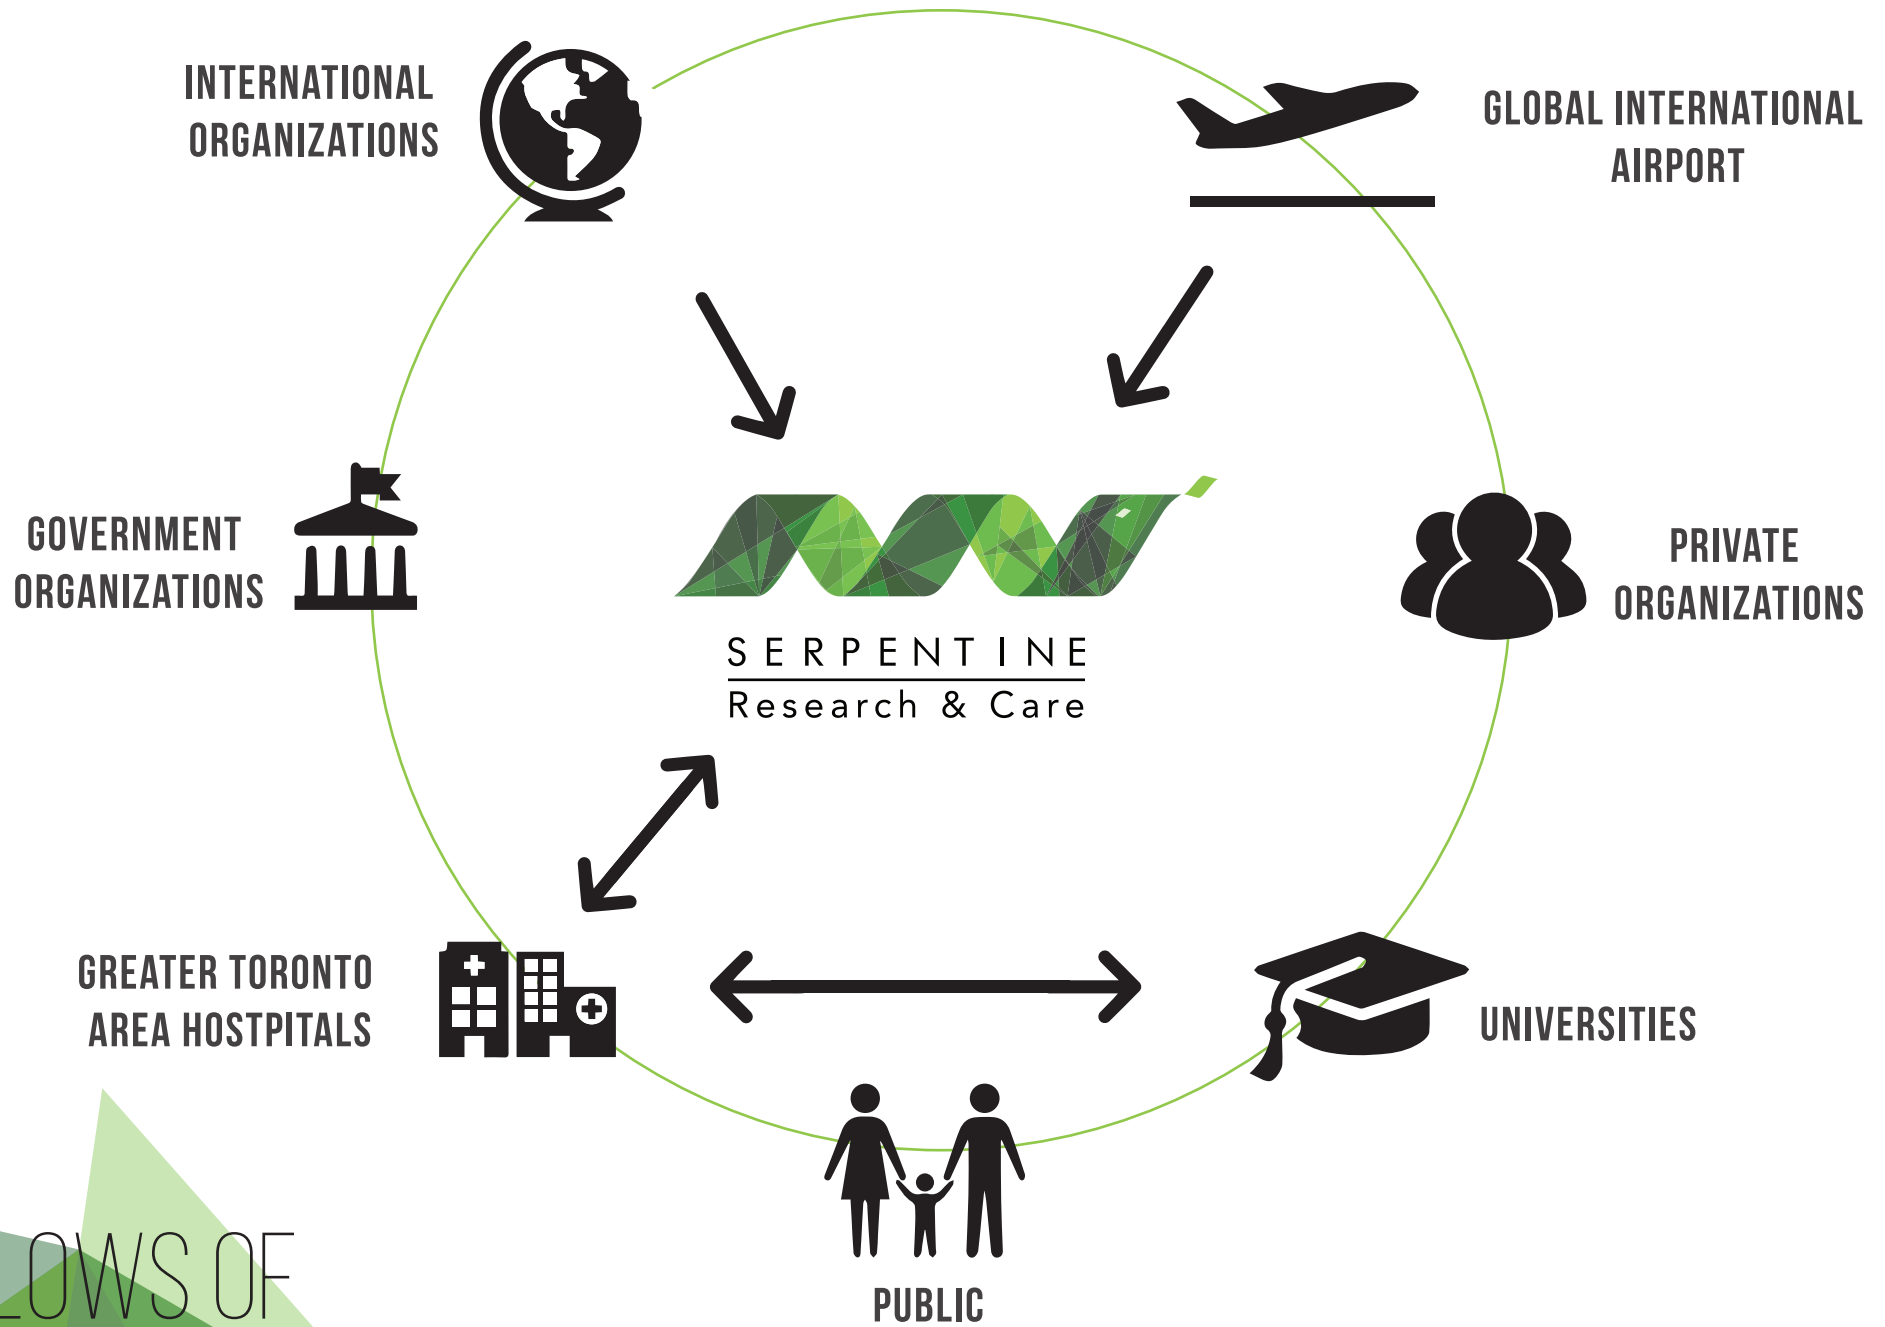 INTERNATIONAL
ORGANIZATIONS
GLOBAL INTERNATIONAL
AIRPORT
GOVERNMENT
ORGANIZATIONS
PRIVATE
ORGANIZATIONS
SERPENTINE
Research & Care
GREATER TORONTO
AREA HOSTPITALS
UNIVERSITIES
PUBLIC
LOWS OF